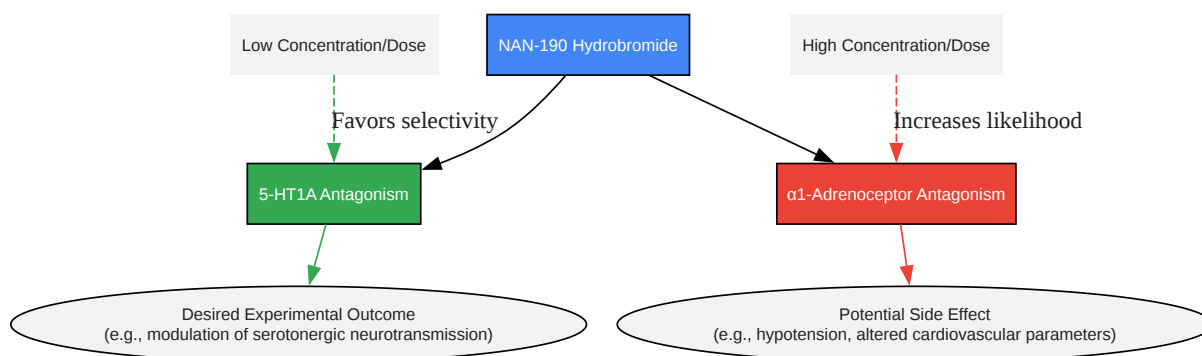 Low Concentration/Dose
NAN-190 Hydrobromide
High Concentration/Dose
Favors selectivity
Increases likelihood
5-HT1A Antagonism
α1-Adrenoceptor Antagonism
Desired Experimental Outcome
(e.g., modulation of serotonergic neurotransmission)
Potential Side Effect
(e.g., hypotension, altered cardiovascular parameters)